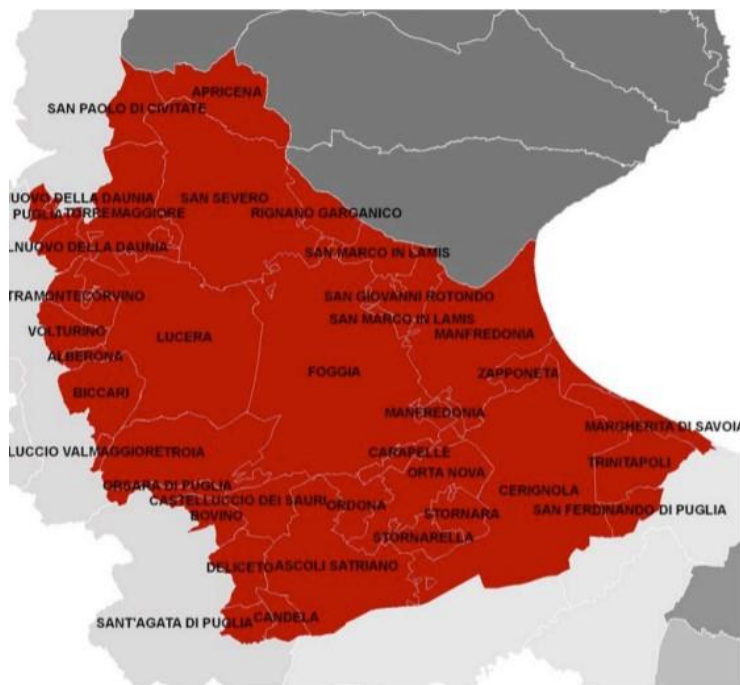 APRICENA
SAN PAOLO DI CIVITATE
NUOVO DELLA DAUNIA
SAN SEVERO
PUGLIA
TORREMAGGIORE
RIGNANO GARGANICO
LNUOVO DELLA DAUNIA
SAN MARCO IN LAMIS
TRAMONTECORVINO
SAN GIOVANNI ROTONDO
SAN MARCO IN LAMIS
VOLTURINO
LUCERA
MANFREDONIA
ALBERONA
FOGGIA
ZAPPONETA
BICCARI
MANFREDONIA
MARGHERITA DI SAVOIA
LUCCIO VALMAGGIORE
TROIA
CARAPELLE
TRINITAPOLI
ORTA NOVA
ORSARA DI PUGLIA
CERIGNOLA
CASTELLUCCIO DEI SAURI
ORDONA
BOVINO
STORNARA
SAN FERDINANDO DI PUGLIA
STORNARELLA
DELICETO
ASCOLI SATRIANO
SANT'AGATA DI PUGLIA
CANDELA